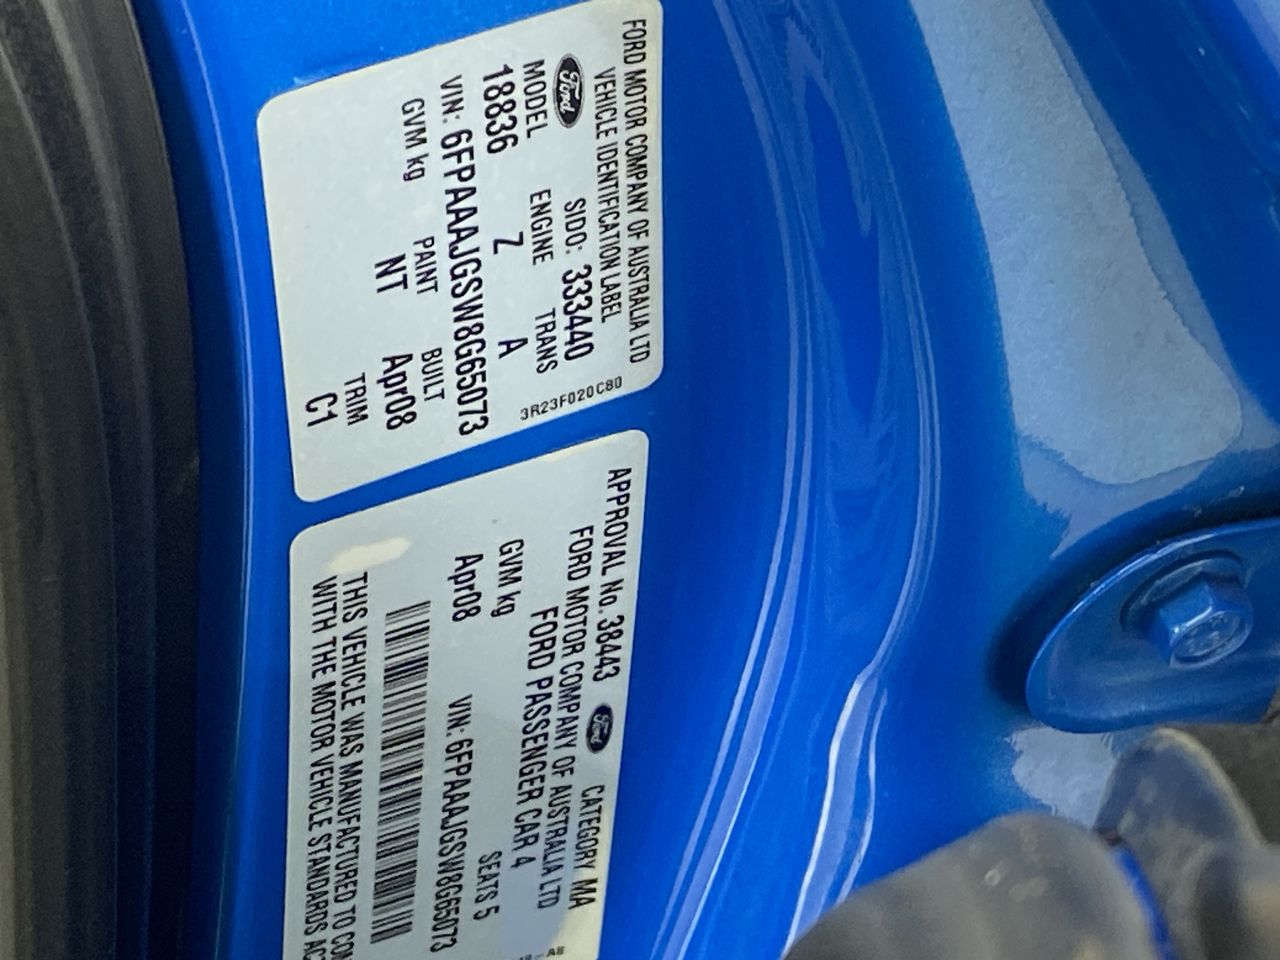 FORD MOTOR COMPANY OF AUSTRALIA LTD
VEHICLE IDENTIFICATION LABEL
Ford
SIDO: 333440
MODEL ENGINE TRANS
18836 Z A
VIN: 6FPAAAJGSW8G65073
GVM kg PAINT BUILT
NT Apr08
TRIM
C1
3R23F020C80
APPROVAL No. 38443 Ford CATEGORY MA
FORD MOTOR COMPANY OF AUSTRALIA LTD
FORD PASSENGER CAR 4
GVM kg SEATS 5
Apr08 VIN: 6FPAAAJGSW8G65073
THIS VEHICLE WAS MANUFACTURED TO
WITH THE MOTOR VEHICLE STANDARDS